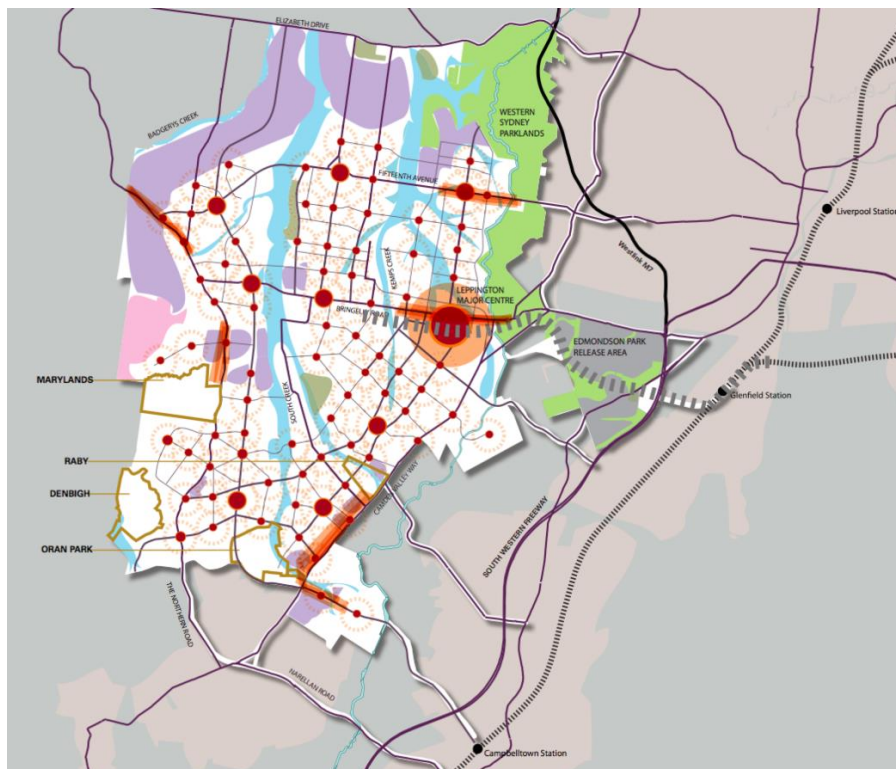 ELIZABETH DRIVE
BADGERYS CREEK
WESTERN
SYDNEY
PARKLANDS
FIFTEENTH AVENUE
Liverpool Station
Westlink M7
KEMPS CREEK
LEPPINGTON
MAJOR CENTRE
BRINGELLY ROAD
EDMONDSON PARK
RELEASE AREA
MARYLANDS
Glenfield Station
SOUTH CREEK
RABY
DENBIGH
CAMDEN VALLEY WAY
ORAN PARK
SOUTH WESTERN FREEWAY
THE NORTHERN ROAD
NARELLAN ROAD
Campbelltown Station